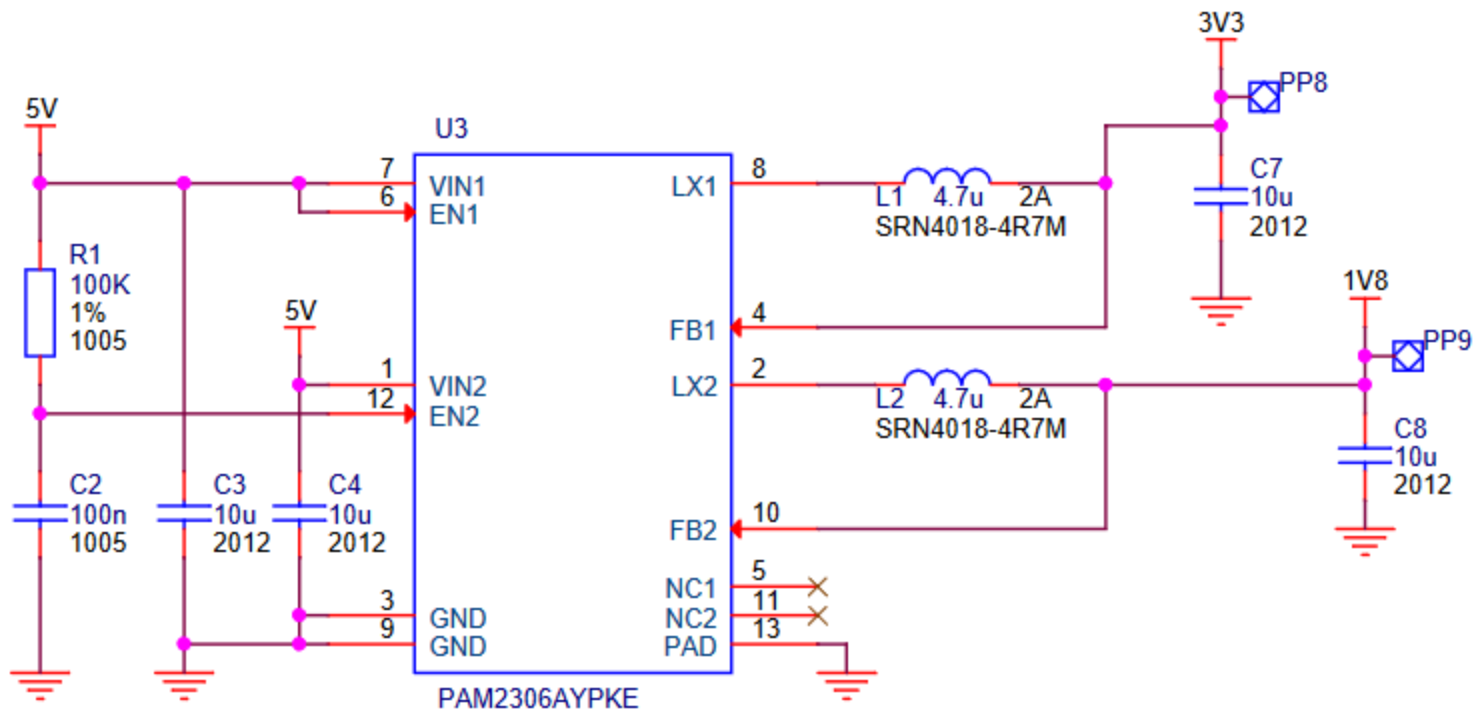 3V3
PP8
5V
U3
7 VIN1
6 EN1
LX1 8
L1 4.7u 2A
SRN4018-4R7M
C7
10u
2012
R1
100K
1%
1005
5V
FB1 4
1V8
PP9
1 VIN2
12 EN2
LX2 2
L2 4.7u 2A
SRN4018-4R7M
C8
10u
2012
C2
100n
1005
C3
10u
2012
C4
10u
2012
FB2 10
NC1 5
NC2 11
PAD 13
3 GND
9 GND
PAM2306AYPKE